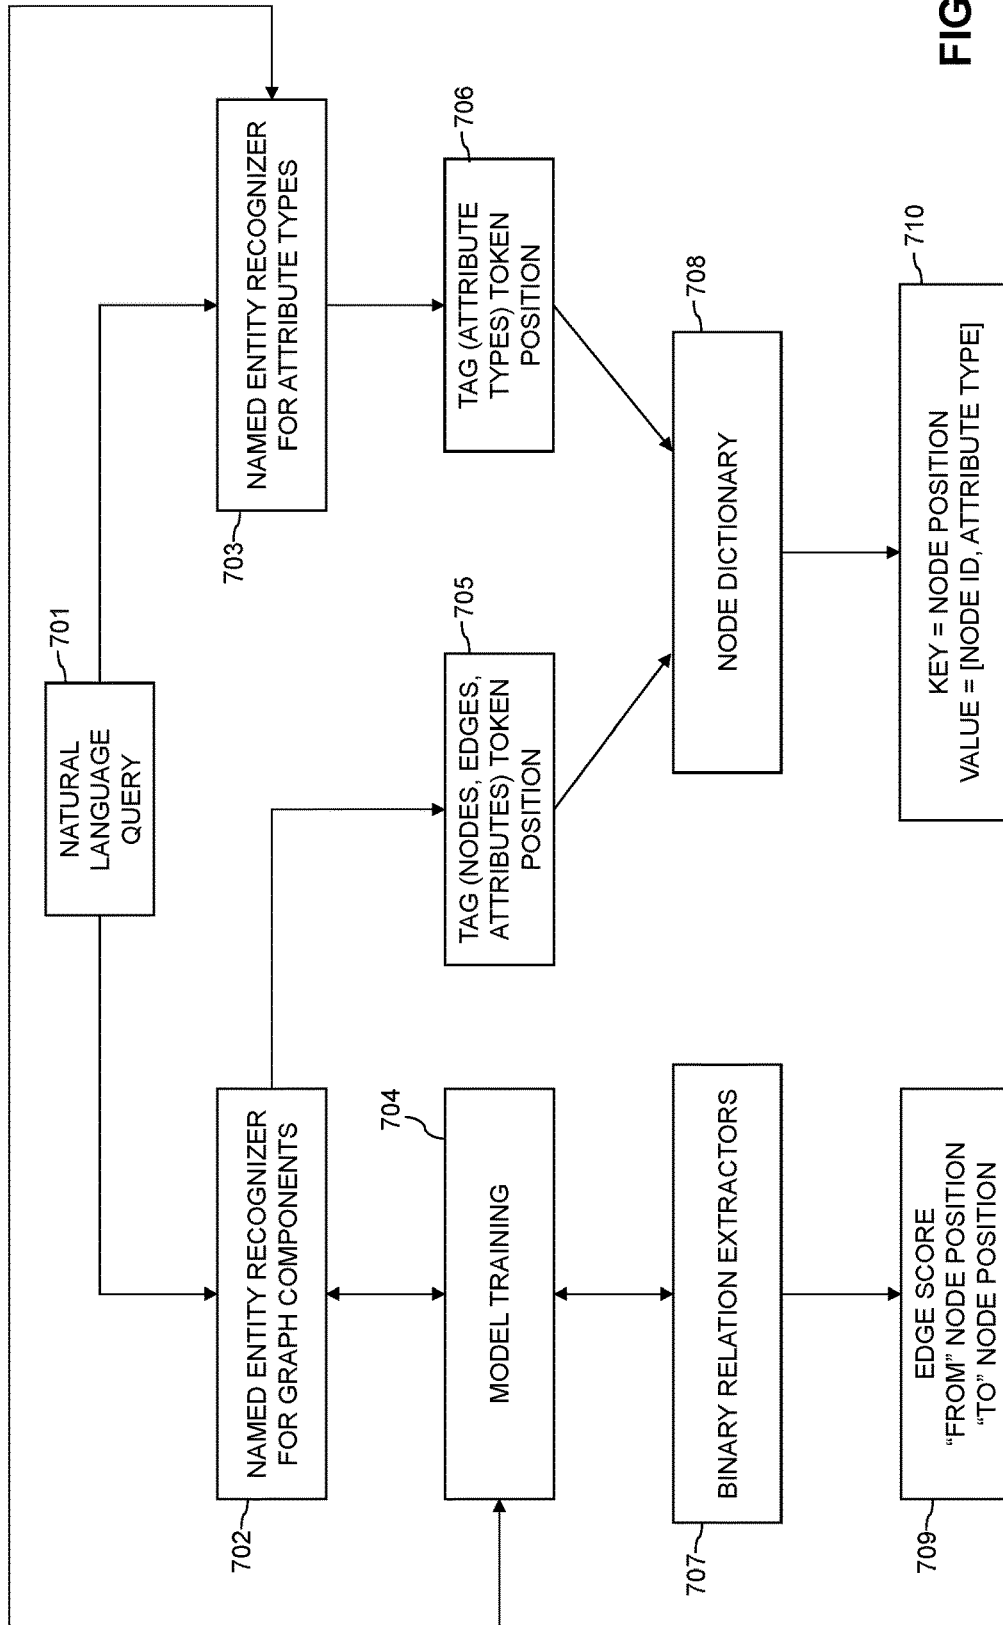 701
NATURAL
LANGUAGE
QUERY
702
NAMED ENTITY RECOGNIZER
FOR GRAPH COMPONENTS
703
NAMED ENTITY RECOGNIZER
FOR ATTRIBUTE TYPES
704
MODEL TRAINING
705
TAG (NODES, EDGES,
ATTRIBUTES) TOKEN
POSITION
706
TAG (ATTRIBUTE
TYPES) TOKEN
POSITION
707
BINARY RELATION EXTRACTORS
708
NODE DICTIONARY
709
EDGE SCORE
“FROM” NODE POSITION
“TO” NODE POSITION
710
KEY = NODE POSITION
VALUE = [NODE ID, ATTRIBUTE TYPE]
FIG